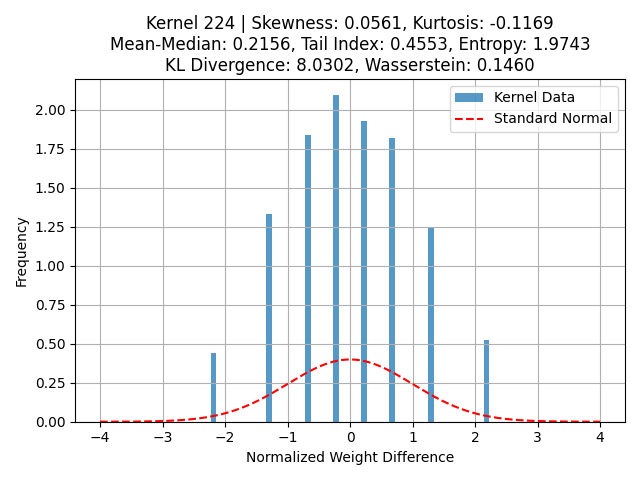 Kernel 224 | Skewness: 0.0561, Kurtosis: -0.1169
Mean-Median: 0.2156, Tail Index: 0.4553, Entropy: 1.9743
KL Divergence: 8.0302, Wasserstein: 0.1460
Kernel Data
Standard Normal
Frequency
2.00
1.75
1.50
1.25
1.00
0.75
0.50
0.25
0.00
−4
−3
−2
−1
0
1
2
3
4
Normalized Weight Difference